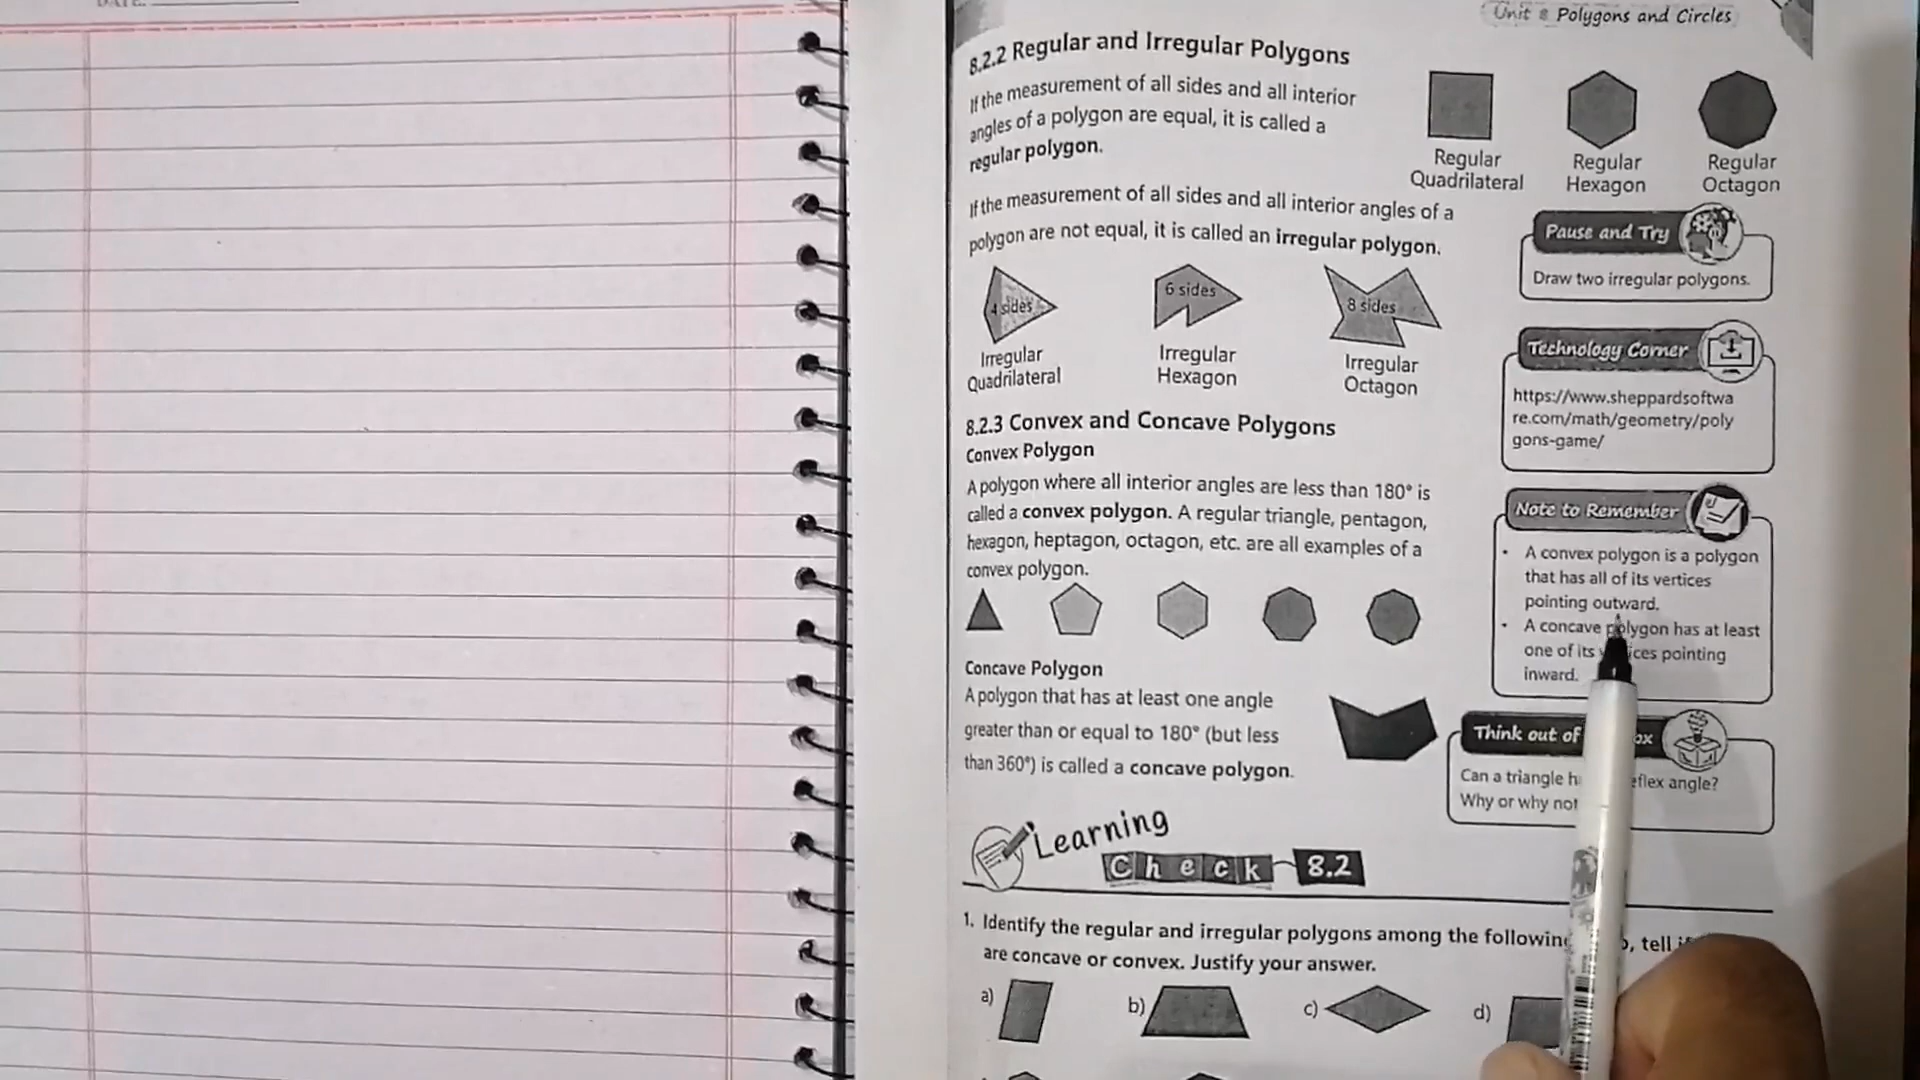 DATE:
Unit 8 Polygons and Circles
8.2.2 Regular and Irregular Polygons
If the measurement of all sides and all interior
angles of a polygon are equal, it is called a
regular polygon.
Regular
Quadrilateral
Regular
Hexagon
Regular
Octagon
If the measurement of all sides and all interior angles of a
polygon are not equal, it is called an irregular polygon.
4 sides
6 sides
8 sides
Irregular
Quadrilateral
Irregular
Hexagon
Irregular
Octagon
Pause and Try
Draw two irregular polygons.
Technology Corner
https://www.sheppardsoftwa
re.com/math/geometry/poly
gons-game/
8.2.3 Convex and Concave Polygons
Convex Polygon
A polygon where all interior angles are less than 180° is
called a convex polygon. A regular triangle, pentagon,
hexagon, heptagon, octagon, etc. are all examples of a
convex polygon.
Note to Remember
• A convex polygon is a polygon
that has all of its vertices
pointing outward.
• A concave polygon has at least
one of its pointing
inward.
Concave Polygon
A polygon that has at least one angle
greater than or equal to 180° (but less
than 360°) is called a concave polygon.
Think out of
Can a triangle angle?
Why or why not
Learning
Check 8.2
1. Identify the regular and irregular polygons among the following tell
are concave or convex. Justify your answer.
a)
b)
c)
d)